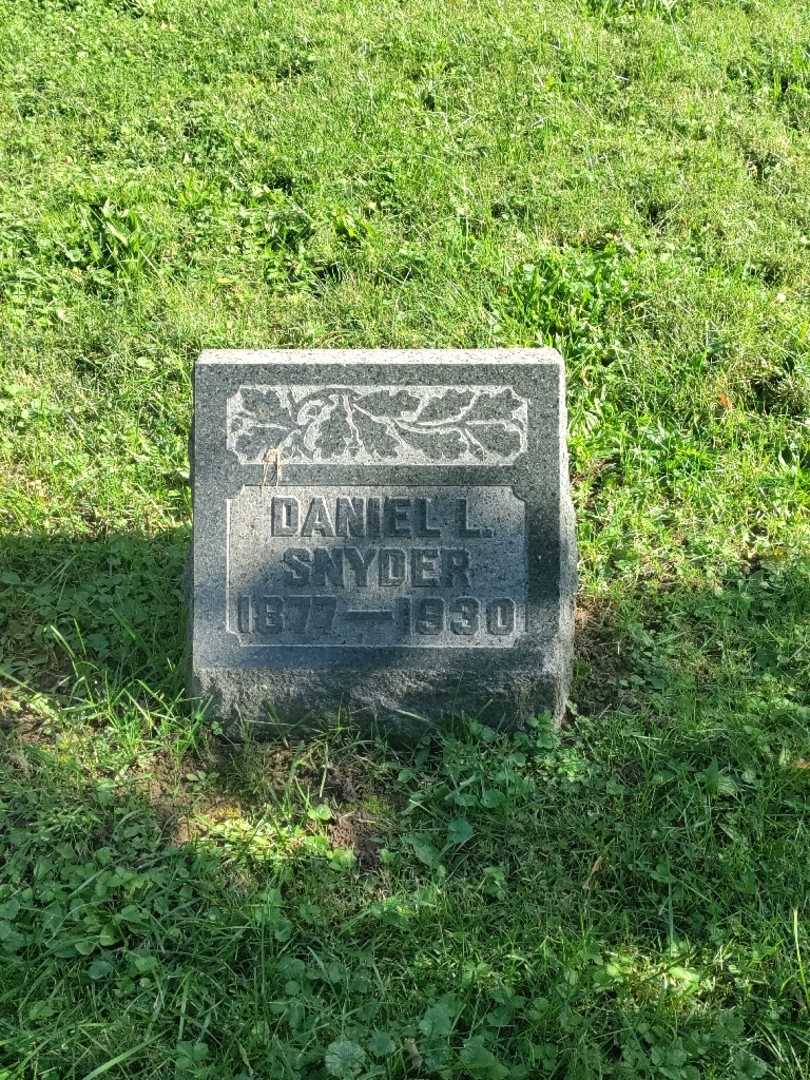 DANIEL L.
SNYDER
1877—1930